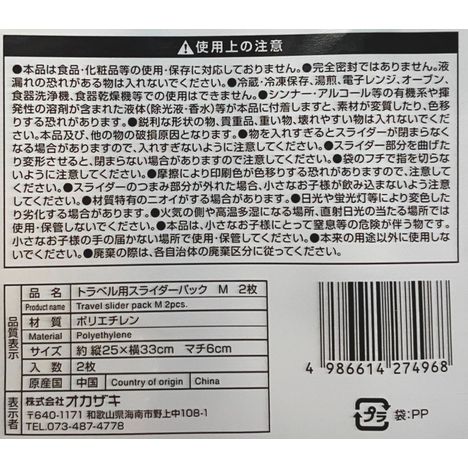 ⚠使用上の注意
●本品は食品・化粧品等の使用・保存に対応しておりません。●完全密封ではありません。液
漏れの恐れがある物は入れないでください。●冷蔵・冷凍保存、湯煎、電子レンジ、オーブン、
食器洗浄機、食器乾燥機等での使用はできません。●シンナー・アルコール等の有機系や揮
発性の溶剤が含まれた液体(除光液・香水)等が本品に付着しますと、素材が変質したり、色移
りする恐れがあります。●鋭利な形状の物、貴重品、重い物、壊れやすい物は入れないでくださ
い。本品及び、他の物の破損原因となります。●物を入れすぎるとスライダーが閉まらなく
なる場合がありますので、入れすぎないように注意してください。●スライダー部分を曲げた
り変形させると、閉まらない場合がありますので注意してください。●袋のフチで指を切らな
いように注意してください。●摩擦により印刷色が色移りする恐れがありますので、注意してく
ださい。●スライダーのつまみ部分が外れた場合、小さなお子様が飲み込まないよう注意
してください。●材質特有のニオイがする場合があります。●日光や蛍光灯等により変色した
り劣化する場合があります。●火気の側や高温多湿になる場所、直射日光の当たる場所では
使用・保管しないでください。●本品は、小さなお子様にとって窒息等の危険が伴う物です。
小さなお子様の手の届かない場所で使用・保管してください。●本来の用途以外に使用しな
いでください。●廃棄の際は、各自治体の廃棄区分に従ってください。
品質表示
品 名 トラベル用スライダーパック M 2枚
Product name Travel slider pack M 2pcs.
材 質 ポリエチレン
Material Polyethylene
サイズ 約 縦25×横33cm マチ6cm
入 数 2枚
原産国 中国 Country of origin China
表示者 株式会社オカザキ
〒640-1171 和歌山県海南市野上中108-1
TEL. 073-487-4778
4 986614 274968
プラ 袋:PP